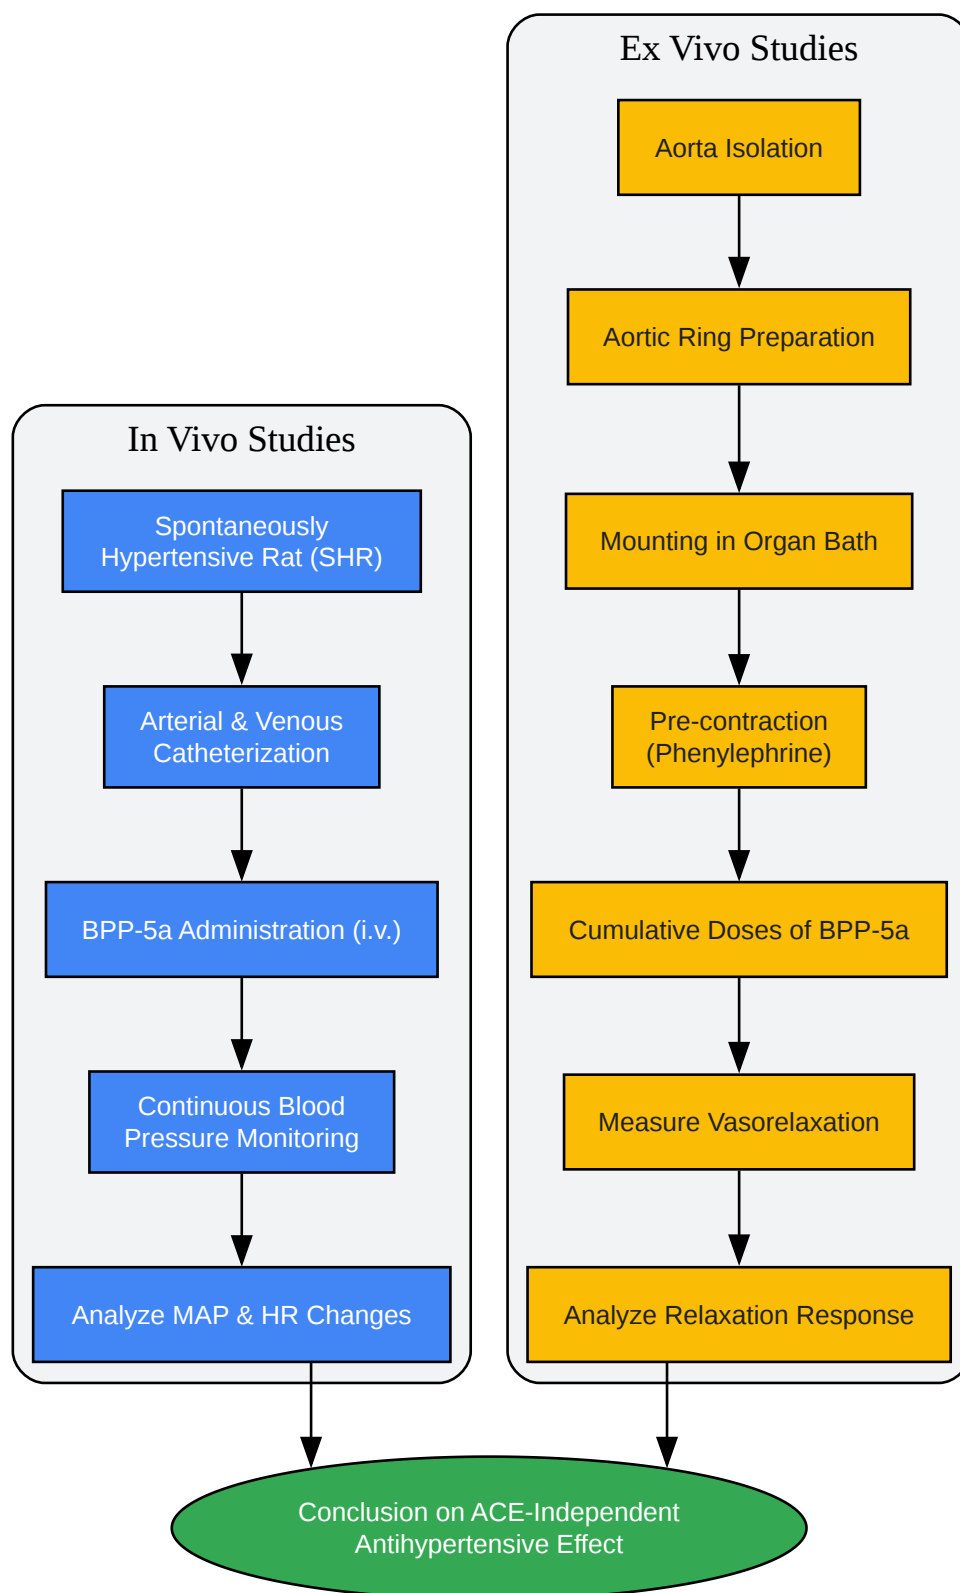 In Vivo Studies
Spontaneously
Hypertensive Rat (SHR)
Arterial & Venous
Catheterization
BPP-5a Administration (i.v.)
Continuous Blood
Pressure Monitoring
Analyze MAP & HR Changes
Ex Vivo Studies
Aorta Isolation
Aortic Ring Preparation
Mounting in Organ Bath
Pre-contraction
(Phenylephrine)
Cumulative Doses of BPP-5a
Measure Vasorelaxation
Analyze Relaxation Response
Conclusion on ACE-Independent
Antihypertensive Effect